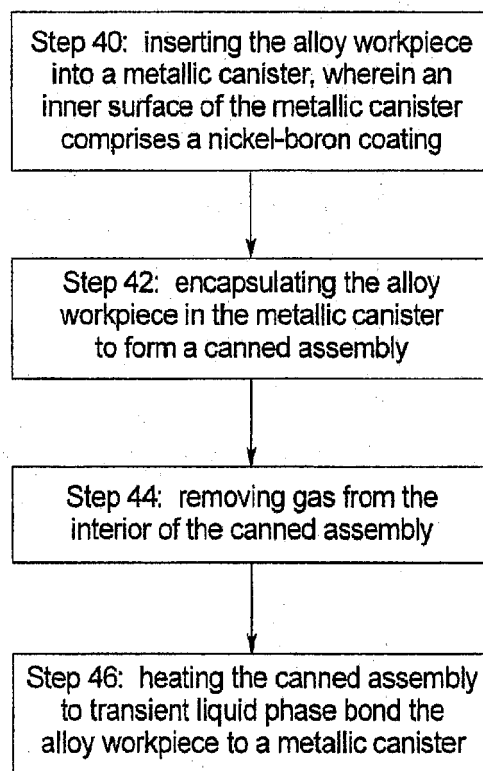 Step 40: inserting the alloy workpiece
into a metallic canister, wherein an
inner surface of the metallic canister
comprises a nickel-boron coating
Step 42: encapsulating the alloy
workpiece in the metallic canister
to form a canned assembly
Step 44: removing gas from the
interior of the canned assembly
Step 46: heating the canned assembly
to transient liquid phase bond the
alloy workpiece to a metallic canister